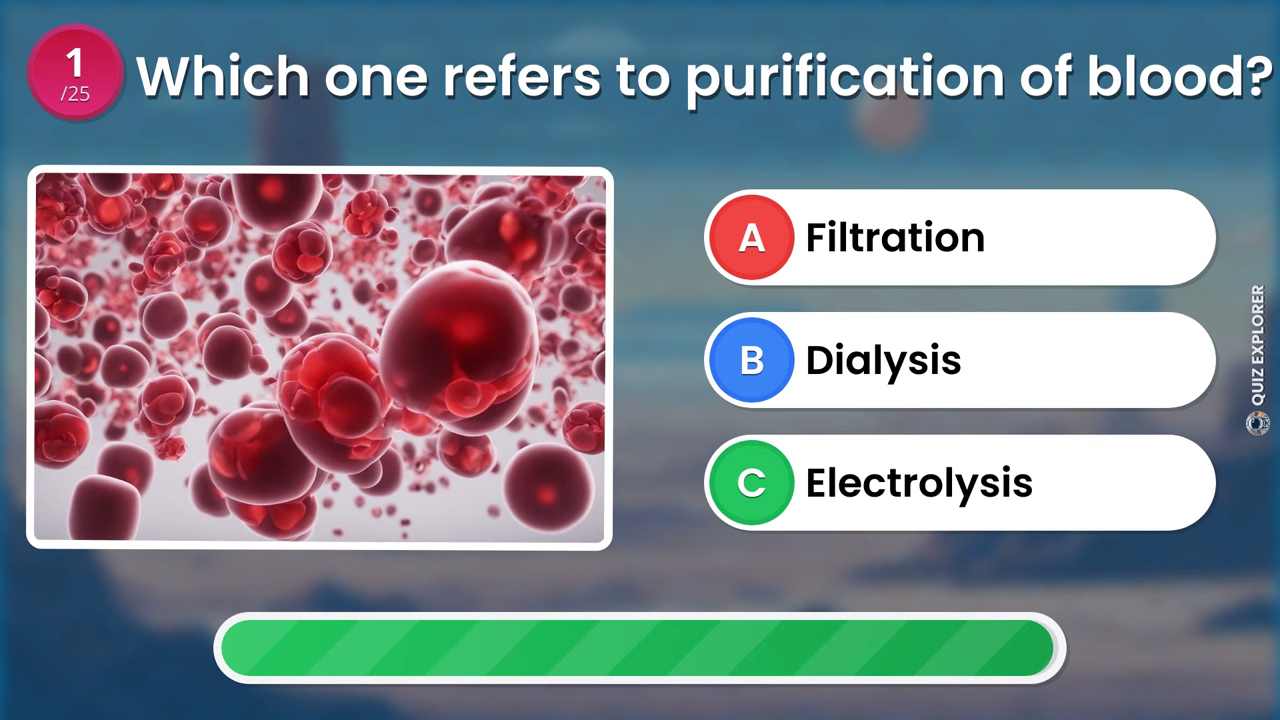 1
/25
Which one refers to purification of blood?
A Filtration
B Dialysis
C Electrolysis
QUIZ EXPLORER